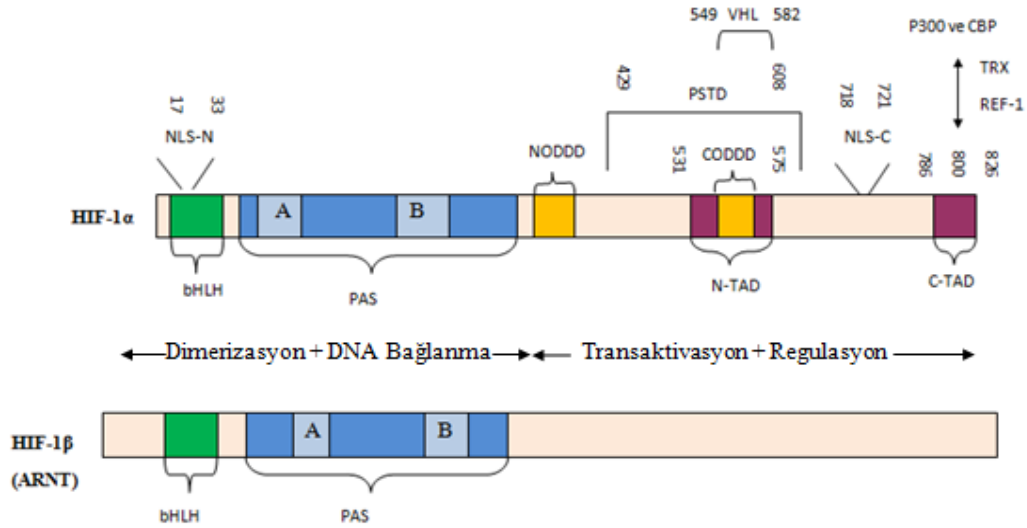 549 VHL 582
P300 ve CBP
429
608
TRX
17
33
PSTD
718
721
REF-1
NLS-N
NLS-C
NODDD
531
CODDD
575
786
800
826
HIF-1α
A
B
bHLH
PAS
N-TAD
C-TAD
Dimerizasyon + DNA Bağlanma
Transaktivasyon + Regulasyon
HIF-1β
(ARNT)
A
B
bHLH
PAS